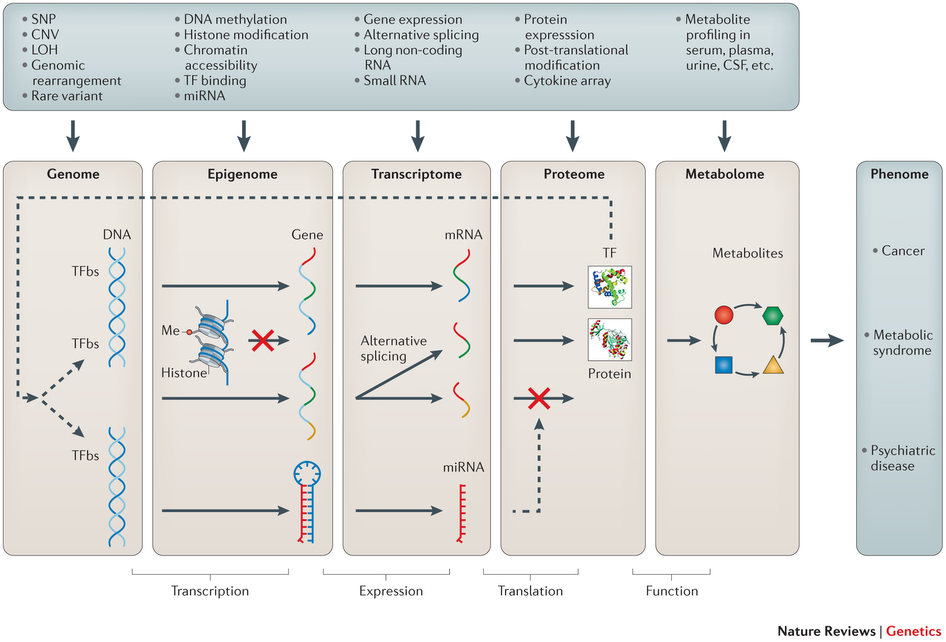 • SNP
• CNV
• LOH
• Genomic
rearrangement
• Rare variant
• DNA methylation
• Histone modification
• Chromatin
accessibility
• TF binding
• miRNA
• Gene expression
• Alternative splicing
• Long non-coding
RNA
• Small RNA
• Protein
expresssion
• Post-translational
modification
• Cytokine array
• Metabolite
profiling in
serum, plasma,
urine, CSF, etc.
Genome
Epigenome
Transcriptome
Proteome
Metabolome
Phenome
DNA
TFbs
TFbs
TFbs
Gene
Me
Histone
mRNA
Alternative
splicing
miRNA
TF
Protein
Metabolites
• Cancer
• Metabolic
syndrome
• Psychiatric
disease
Transcription
Expression
Translation
Function
Nature Reviews | Genetics